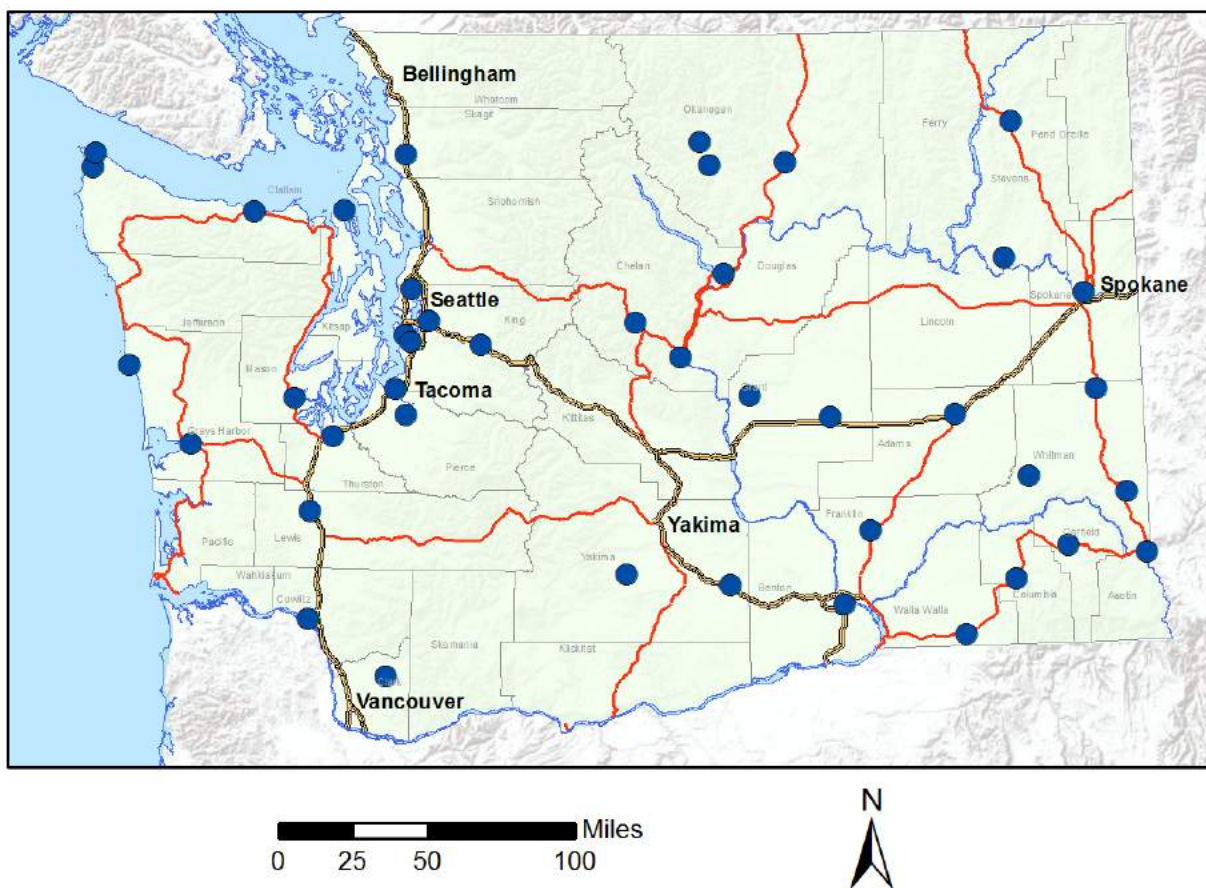 Bellingham
Whatcom
Skagit
Okanogan
Ferry
Pend Oreille
Stevens
Clallam
Snohomish
Chelan
Douglas
Spokane
Spokane
Seattle
King
Jefferson
Kitsap
Lincoln
Mason
Grant
Tacoma
Kittitas
Grays Harbor
Adams
Pierce
Whitman
Thurston
Yakima
Franklin
Garfield
Pacific
Lewis
Yakima
Benton
Wahkiakum
Cowlitz
Walla Walla
Columbia
Asotin
Skamania
Klickitat
Clark
Vancouver
N
Miles
0 25 50 100